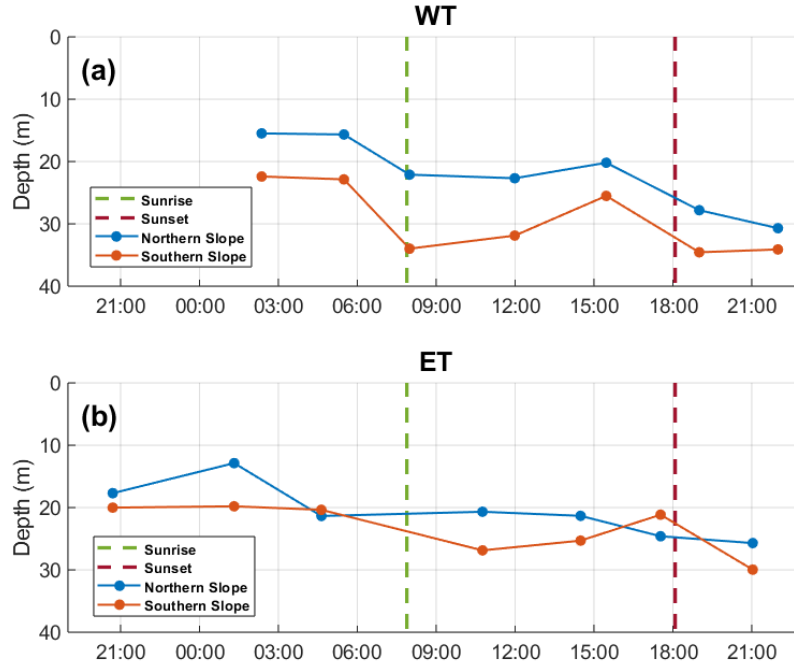 WT
(a)
0
10
20
30
40
Depth (m)
Sunrise
Sunset
Northern Slope
Southern Slope
21:00 00:00 03:00 06:00 09:00 12:00 15:00 18:00 21:00
ET
(b)
0
10
20
30
40
Depth (m)
Sunrise
Sunset
Northern Slope
Southern Slope
21:00 00:00 03:00 06:00 09:00 12:00 15:00 18:00 21:00